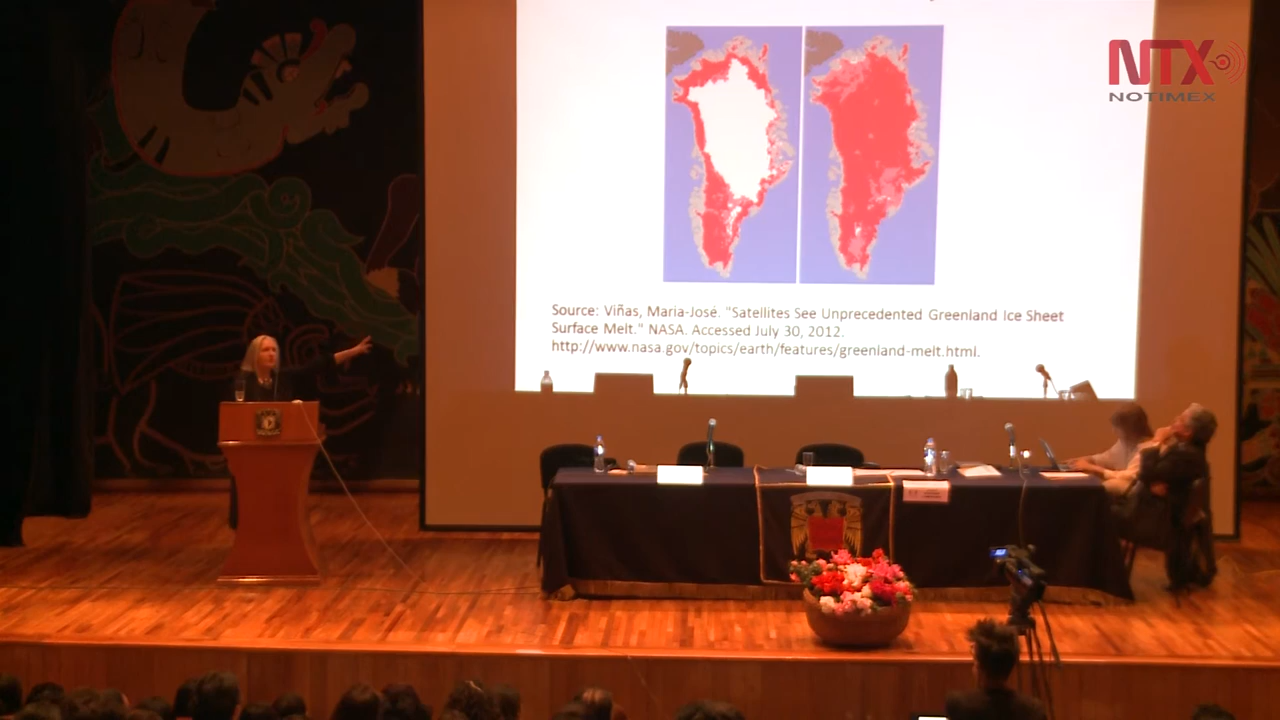 NTX
NOTIMEX
Source: Viñas, Maria-José. "Satellites See Unprecedented Greenland Ice Sheet
Surface Melt." NASA. Accessed July 30, 2012.
http://www.nasa.gov/topics/earth/features/greenland-melt.html.